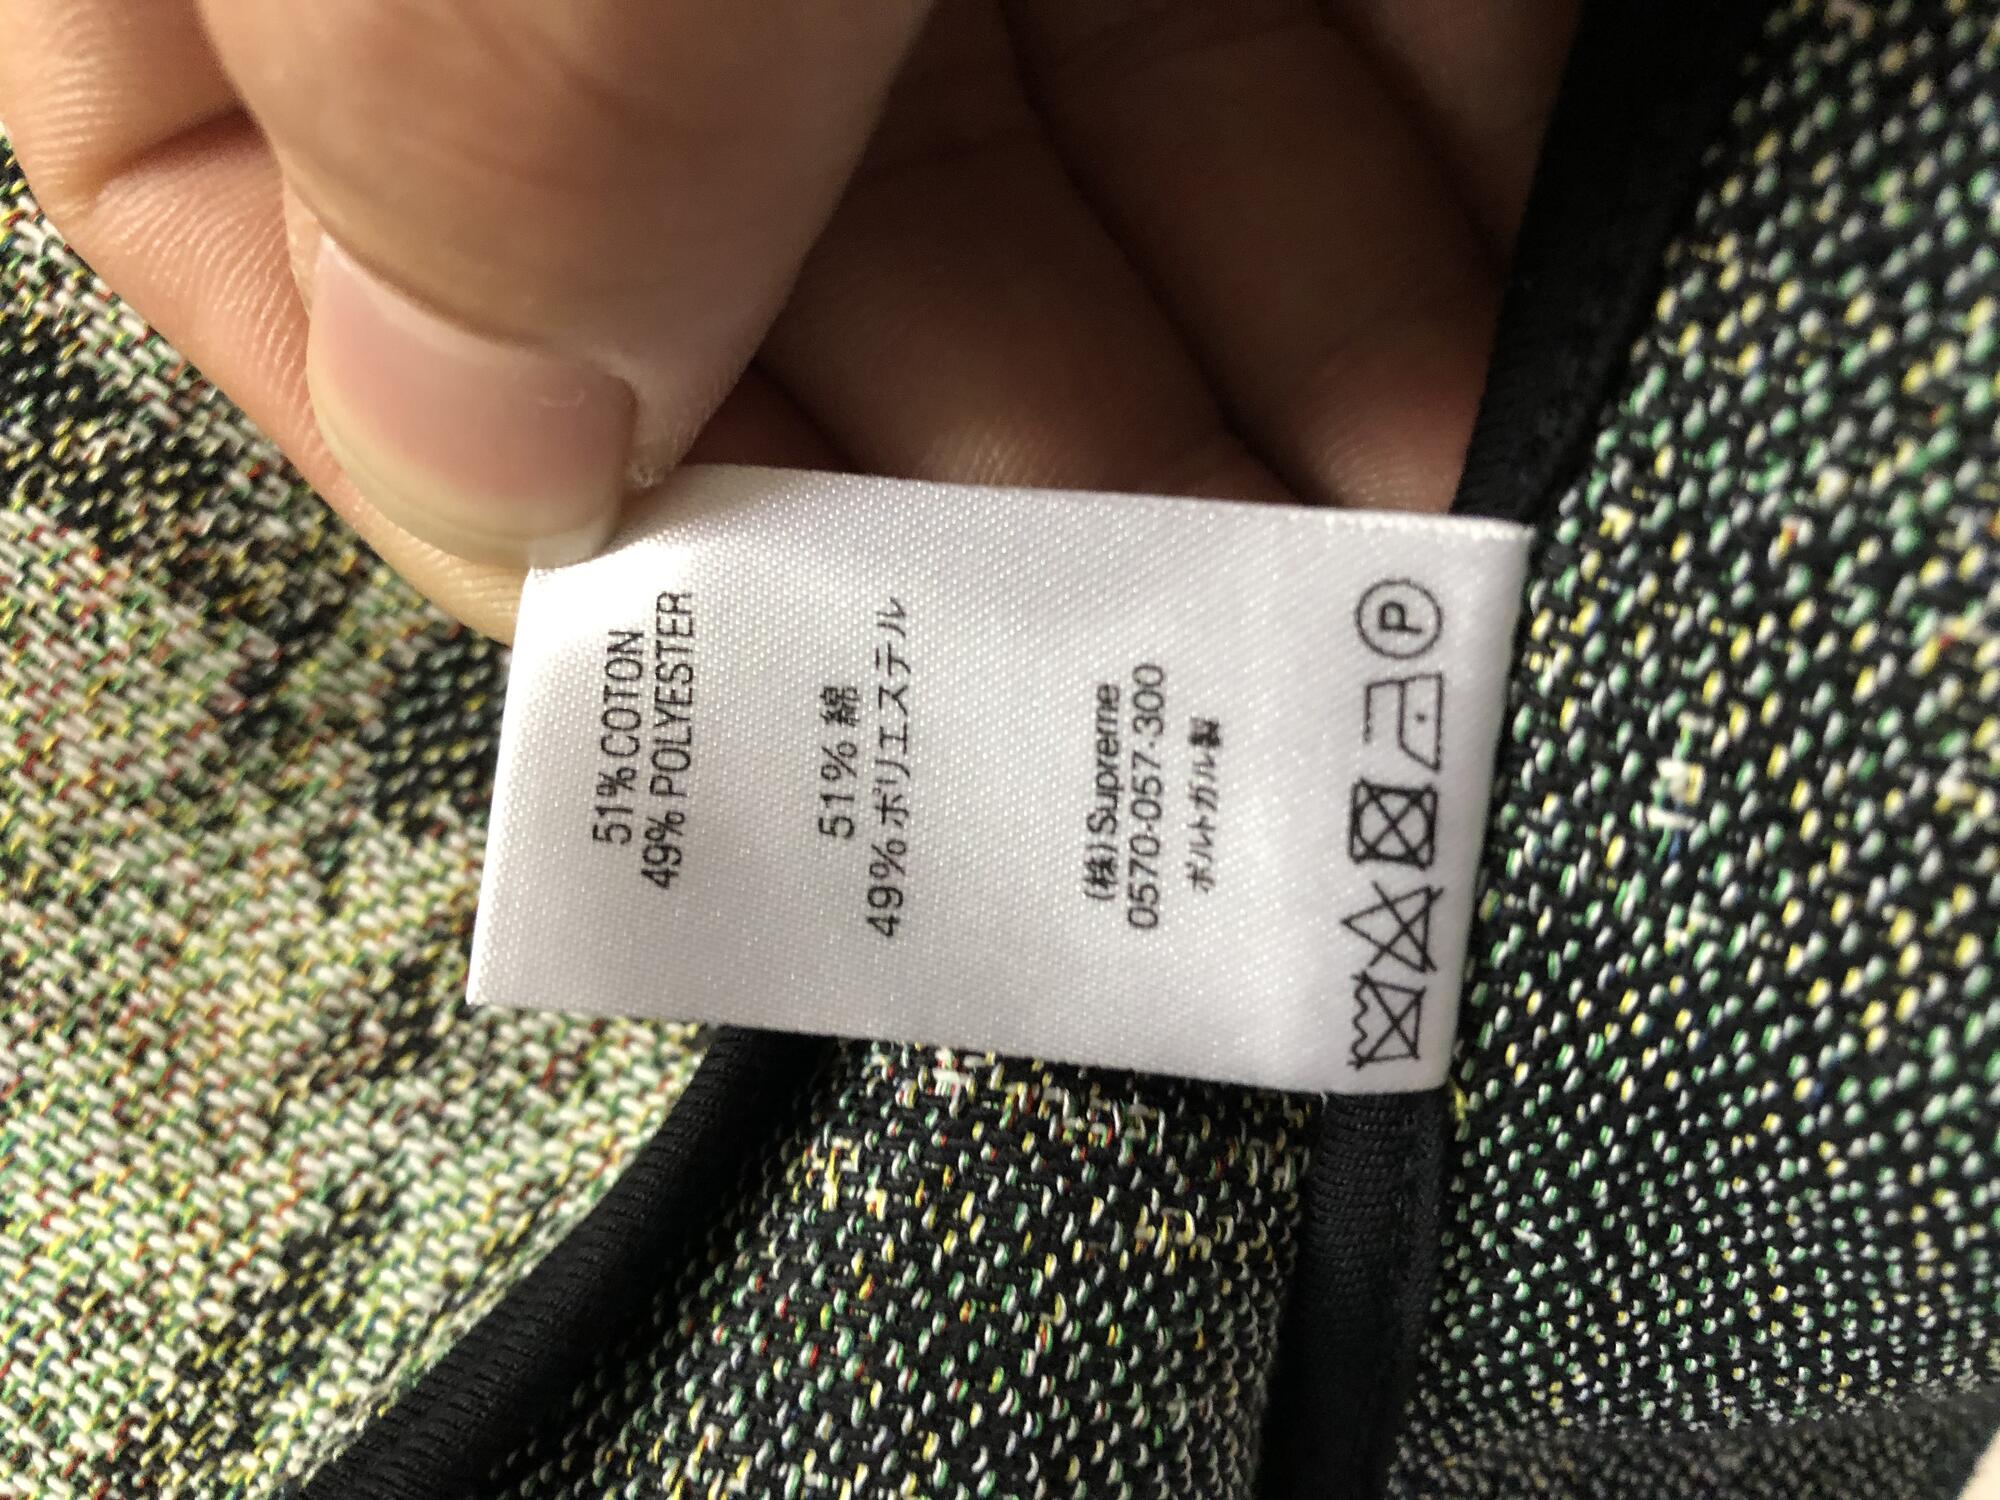 51% COTON
49% POLYESTER
51% 綿
49% ポリエステル
(株) Supreme
0570-057-300
ポルトガル製
P